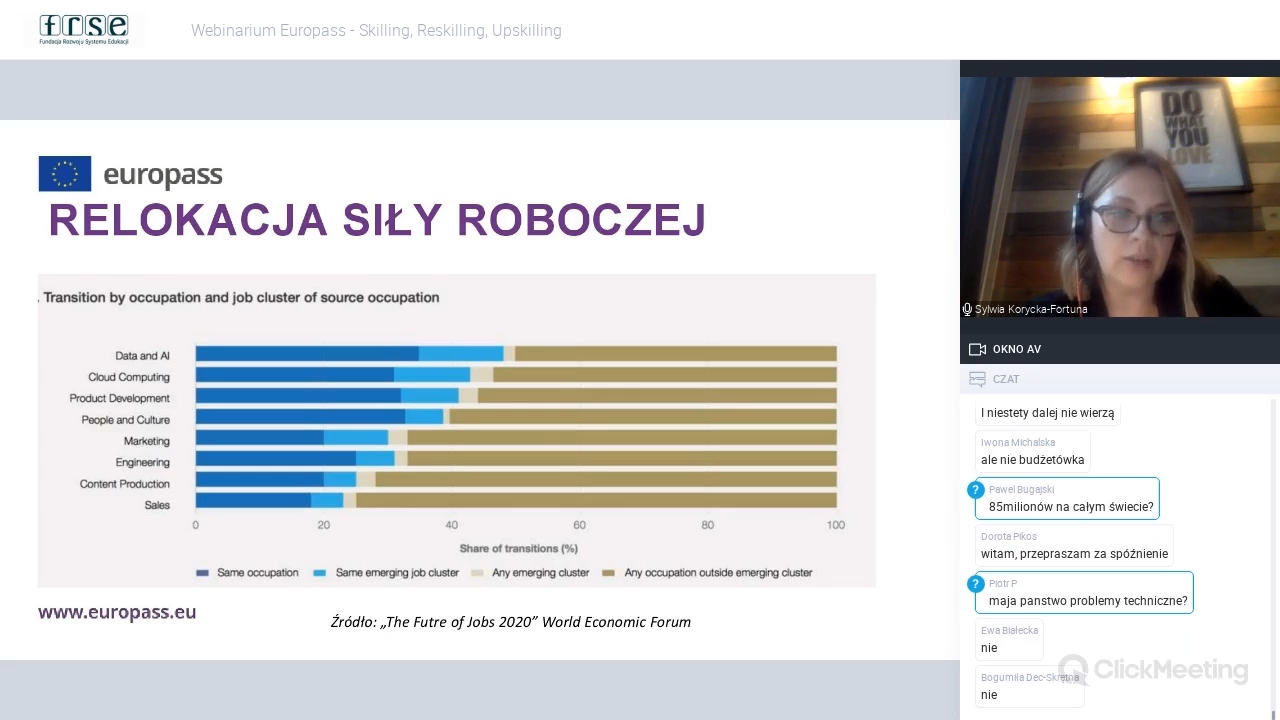 frse
Fundacja Rozwoju Systemu Edukacji
Webinarium Europass - Skilling, Reskilling, Upskilling
europass
RELOKACJA SIŁY ROBOCZEJ
. Transition by occupation and job cluster of source occupation
Data and AI
Cloud Computing
Product Development
People and Culture
Marketing
Engineering
Content Production
Sales
0 20 40 60 80 100
Share of transitions (%)
Same occupation Same emerging job cluster Any emerging cluster Any occupation outside emerging cluster
www.europass.eu
Źródło: „The Futre of Jobs 2020” World Economic Forum
DO
WHAT
YOU
LOVE
Sylwia Korycka-Fortuna
OKNO AV
CZAT
I niestety dalej nie wierzą
Iwona Michalska
ale nie budżetówka
?
Paweł Bugajski
85milionów na całym świecie?
Dorota Pikos
witam, przepraszam za spóźnienie
?
Piotr P
maja panstwo problemy techniczne?
Ewa Białecka
nie
Bogumiła Dec-Skrętna
nie
ClickMeeting